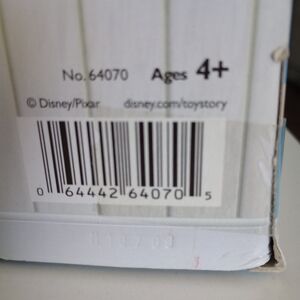 No. 64070 Ages 4+
© Disney/Pixar disney.com/toystory
0 64442 64070 5